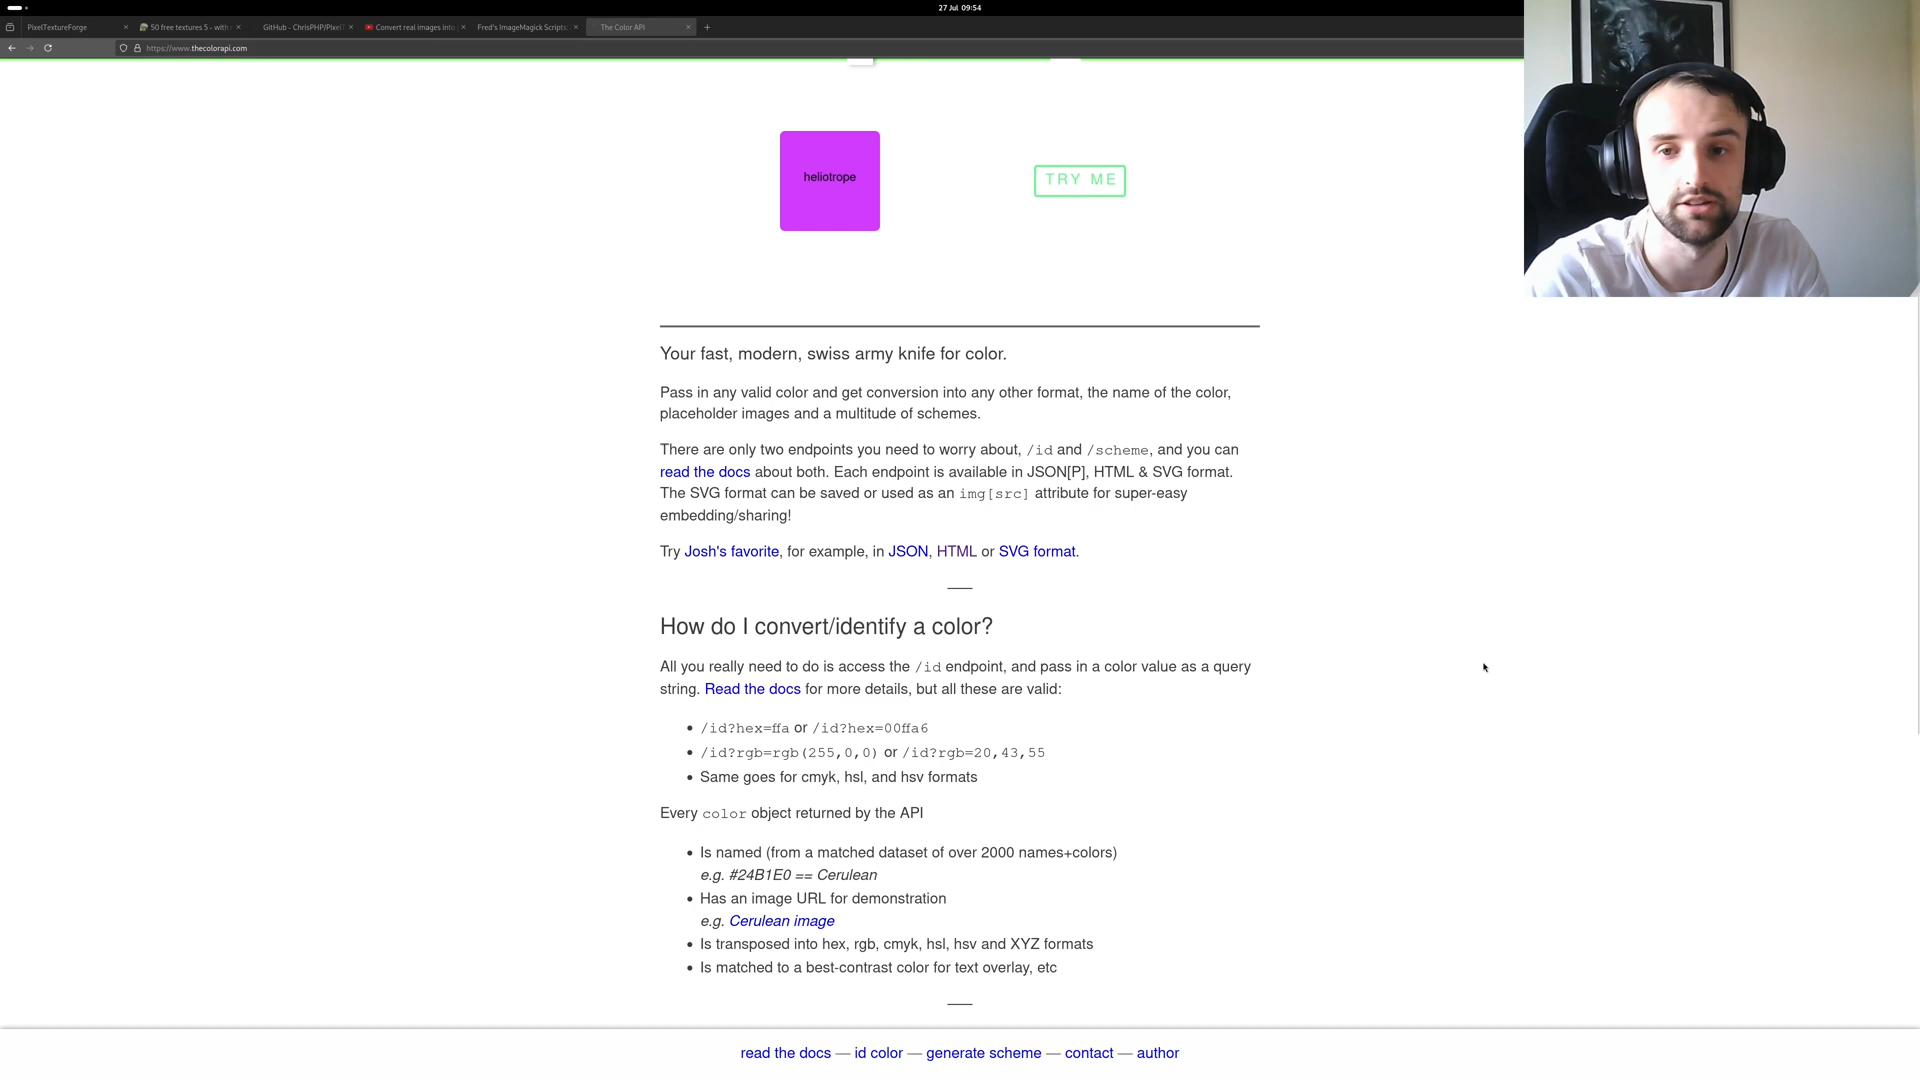 27 Jul 09:54
PixelTextureForge
50 free textures 5 - with
GitHub - ChrisPHP/PixelT
Convert real images into
Fred's ImageMagick Scripts:
The Color API
https://www.thecolorapi.com
heliotrope
TRY ME
Your fast, modern, swiss army knife for color.
Pass in any valid color and get conversion into any other format, the name of the color,
placeholder images and a multitude of schemes.
There are only two endpoints you need to worry about, /id and /scheme, and you can
read the docs about both. Each endpoint is available in JSON[P], HTML & SVG format.
The SVG format can be saved or used as an img[src] attribute for super-easy
embedding/sharing!
Try Josh's favorite, for example, in JSON, HTML or SVG format.
How do I convert/identify a color?
All you really need to do is access the /id endpoint, and pass in a color value as a query
string. Read the docs for more details, but all these are valid:
• /id?hex=ffa or /id?hex=00ffa6
• /id?rgb=rgb(255,0,0) or /id?rgb=20,43,55
• Same goes for cmyk, hsl, and hsv formats
Every color object returned by the API
• Is named (from a matched dataset of over 2000 names+colors)
e.g. #24B1E0 == Cerulean
• Has an image URL for demonstration
e.g. Cerulean image
• Is transposed into hex, rgb, cmyk, hsl, hsv and XYZ formats
• Is matched to a best-contrast color for text overlay, etc
read the docs — id color — generate scheme — contact — author